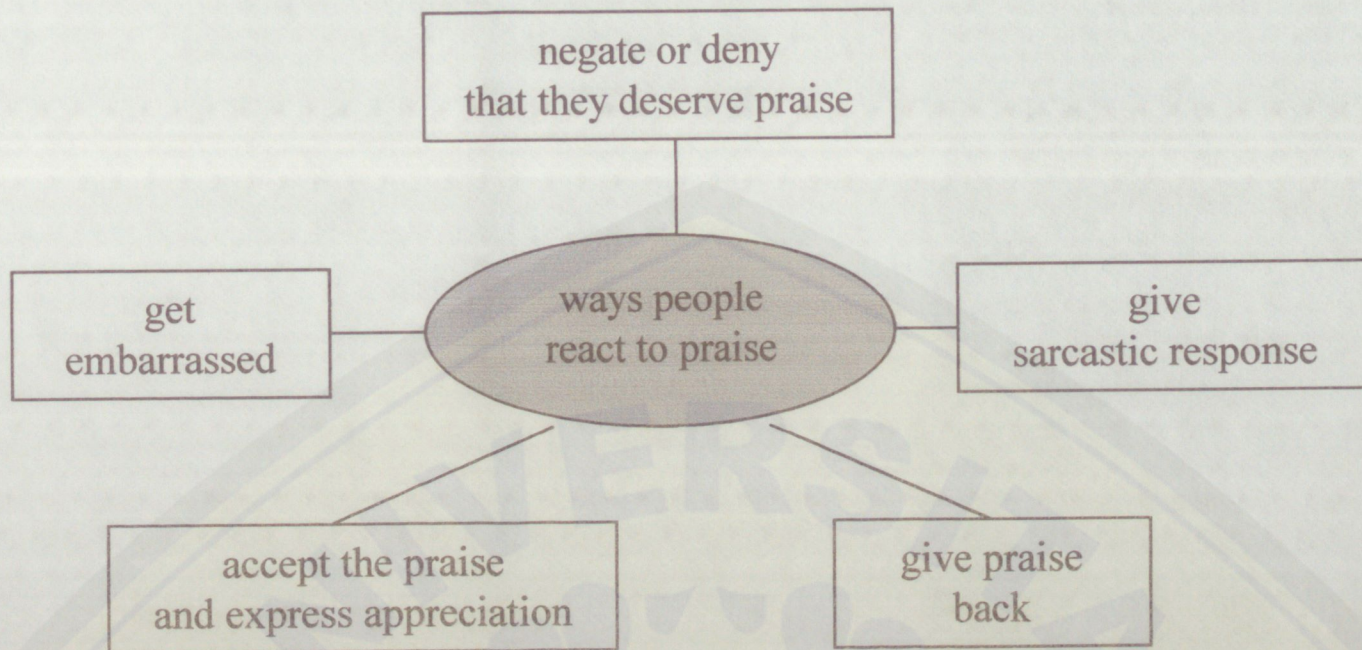 negate or deny
that they deserve praise
get
embarrassed
ways people
react to praise
give
sarcastic response
accept the praise
and express appreciation
give praise
back